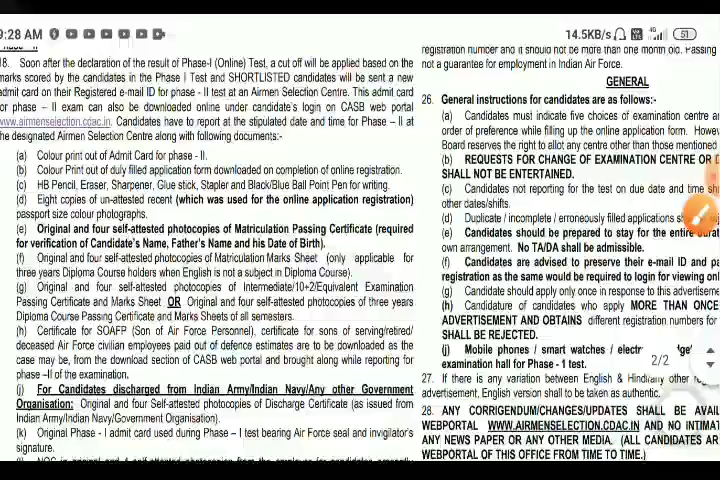 9:28 AM
14.5KB/s
4G
51
18. Soon after the declaration of the result of Phase-I (Online) Test, a cut off will be applied based on the
marks scored by the candidates in the Phase I Test and SHORTLISTED candidates will be sent a new
admit card on their Registered e-mail ID for phase - II test at an Airmen Selection Centre. This admit card
for phase – II exam can also be downloaded online under candidate's login on CASB web portal
www.airmenselection.cdac.in. Candidates have to report at the stipulated date and time for Phase – II at
the designated Airmen Selection Centre along with following documents:-
(a) Colour print out of Admit Card for phase - II.
(b) Colour Print out of duly filled application form downloaded on completion of online registration.
(c) HB Pencil, Eraser, Sharpener, Glue stick, Stapler and Black/Blue Ball Point Pen for writing.
(d) Eight copies of un-attested recent (which was used for the online application registration)
passport size colour photographs.
(e) Original and four self-attested photocopies of Matriculation Passing Certificate (required
for verification of Candidate's Name, Father's Name and his Date of Birth).
(f) Original and four self-attested photocopies of Matriculation Marks Sheet (only applicable for
three years Diploma Course holders when English is not a subject in Diploma Course).
(g) Original and four self-attested photocopies of Intermediate/10+2/Equivalent Examination
Passing Certificate and Marks Sheet OR Original and four self-attested photocopies of three years
Diploma Course Passing Certificate and Marks Sheets of all semesters.
(h) Certificate for SOAFP (Son of Air Force Personnel), certificate for sons of serving/retired/
deceased Air Force civilian employees paid out of defence estimates are to be downloaded as the
case may be, from the download section of CASB web portal and brought along while reporting for
phase –II of the examination.
(j) For Candidates discharged from Indian Army/Indian Navy/Any other Government
Organisation: Original and four Self-attested photocopies of Discharge Certificate (as issued from
Indian Army/Indian Navy/Government Organisation).
(k) Original Phase - I admit card used during Phase – I test bearing Air Force seal and invigilator's
signature.
registration number and it should not be more than one month old. Passing
not a guarantee for employment in Indian Air Force.
GENERAL
26. General instructions for candidates are as follows:-
(a) Candidates must indicate five choices of examination centre
order of preference while filling up the online application form.
Board reserves the right to allot any centre other than those mentioned
(b) REQUESTS FOR CHANGE OF EXAMINATION CENTRE OR
SHALL NOT BE ENTERTAINED.
(c) Candidates not reporting for the test on due date and time
other dates/shifts.
(d) Duplicate / incomplete / erroneously filled applications
(e) Candidates should be prepared to stay for the entire
own arrangement. No TA/DA shall be admissible.
(f) Candidates are advised to preserve their e-mail ID and
registration as the same would be required to login for viewing
(g) Candidate should apply only once in response to this
(h) Candidature of candidates who apply MORE THAN ONCE
ADVERTISEMENT AND OBTAINS different registration numbers for
SHALL BE REJECTED.
(j) Mobile phones / smart watches /
examination hall for Phase - 1 test.
2/2
27. If there is any variation between English & Hindi/any other
advertisement, English version shall to be taken as authentic.
28. ANY CORRIGENDUM/CHANGES/UPDATES SHALL BE
WEBPORTAL WWW.AIRMENSELECTION.CDAC.IN AND NO
ANY NEWS PAPER OR ANY OTHER MEDIA. (ALL CANDIDATES
WEBPORTAL OF THIS OFFICE FROM TIME TO TIME.)